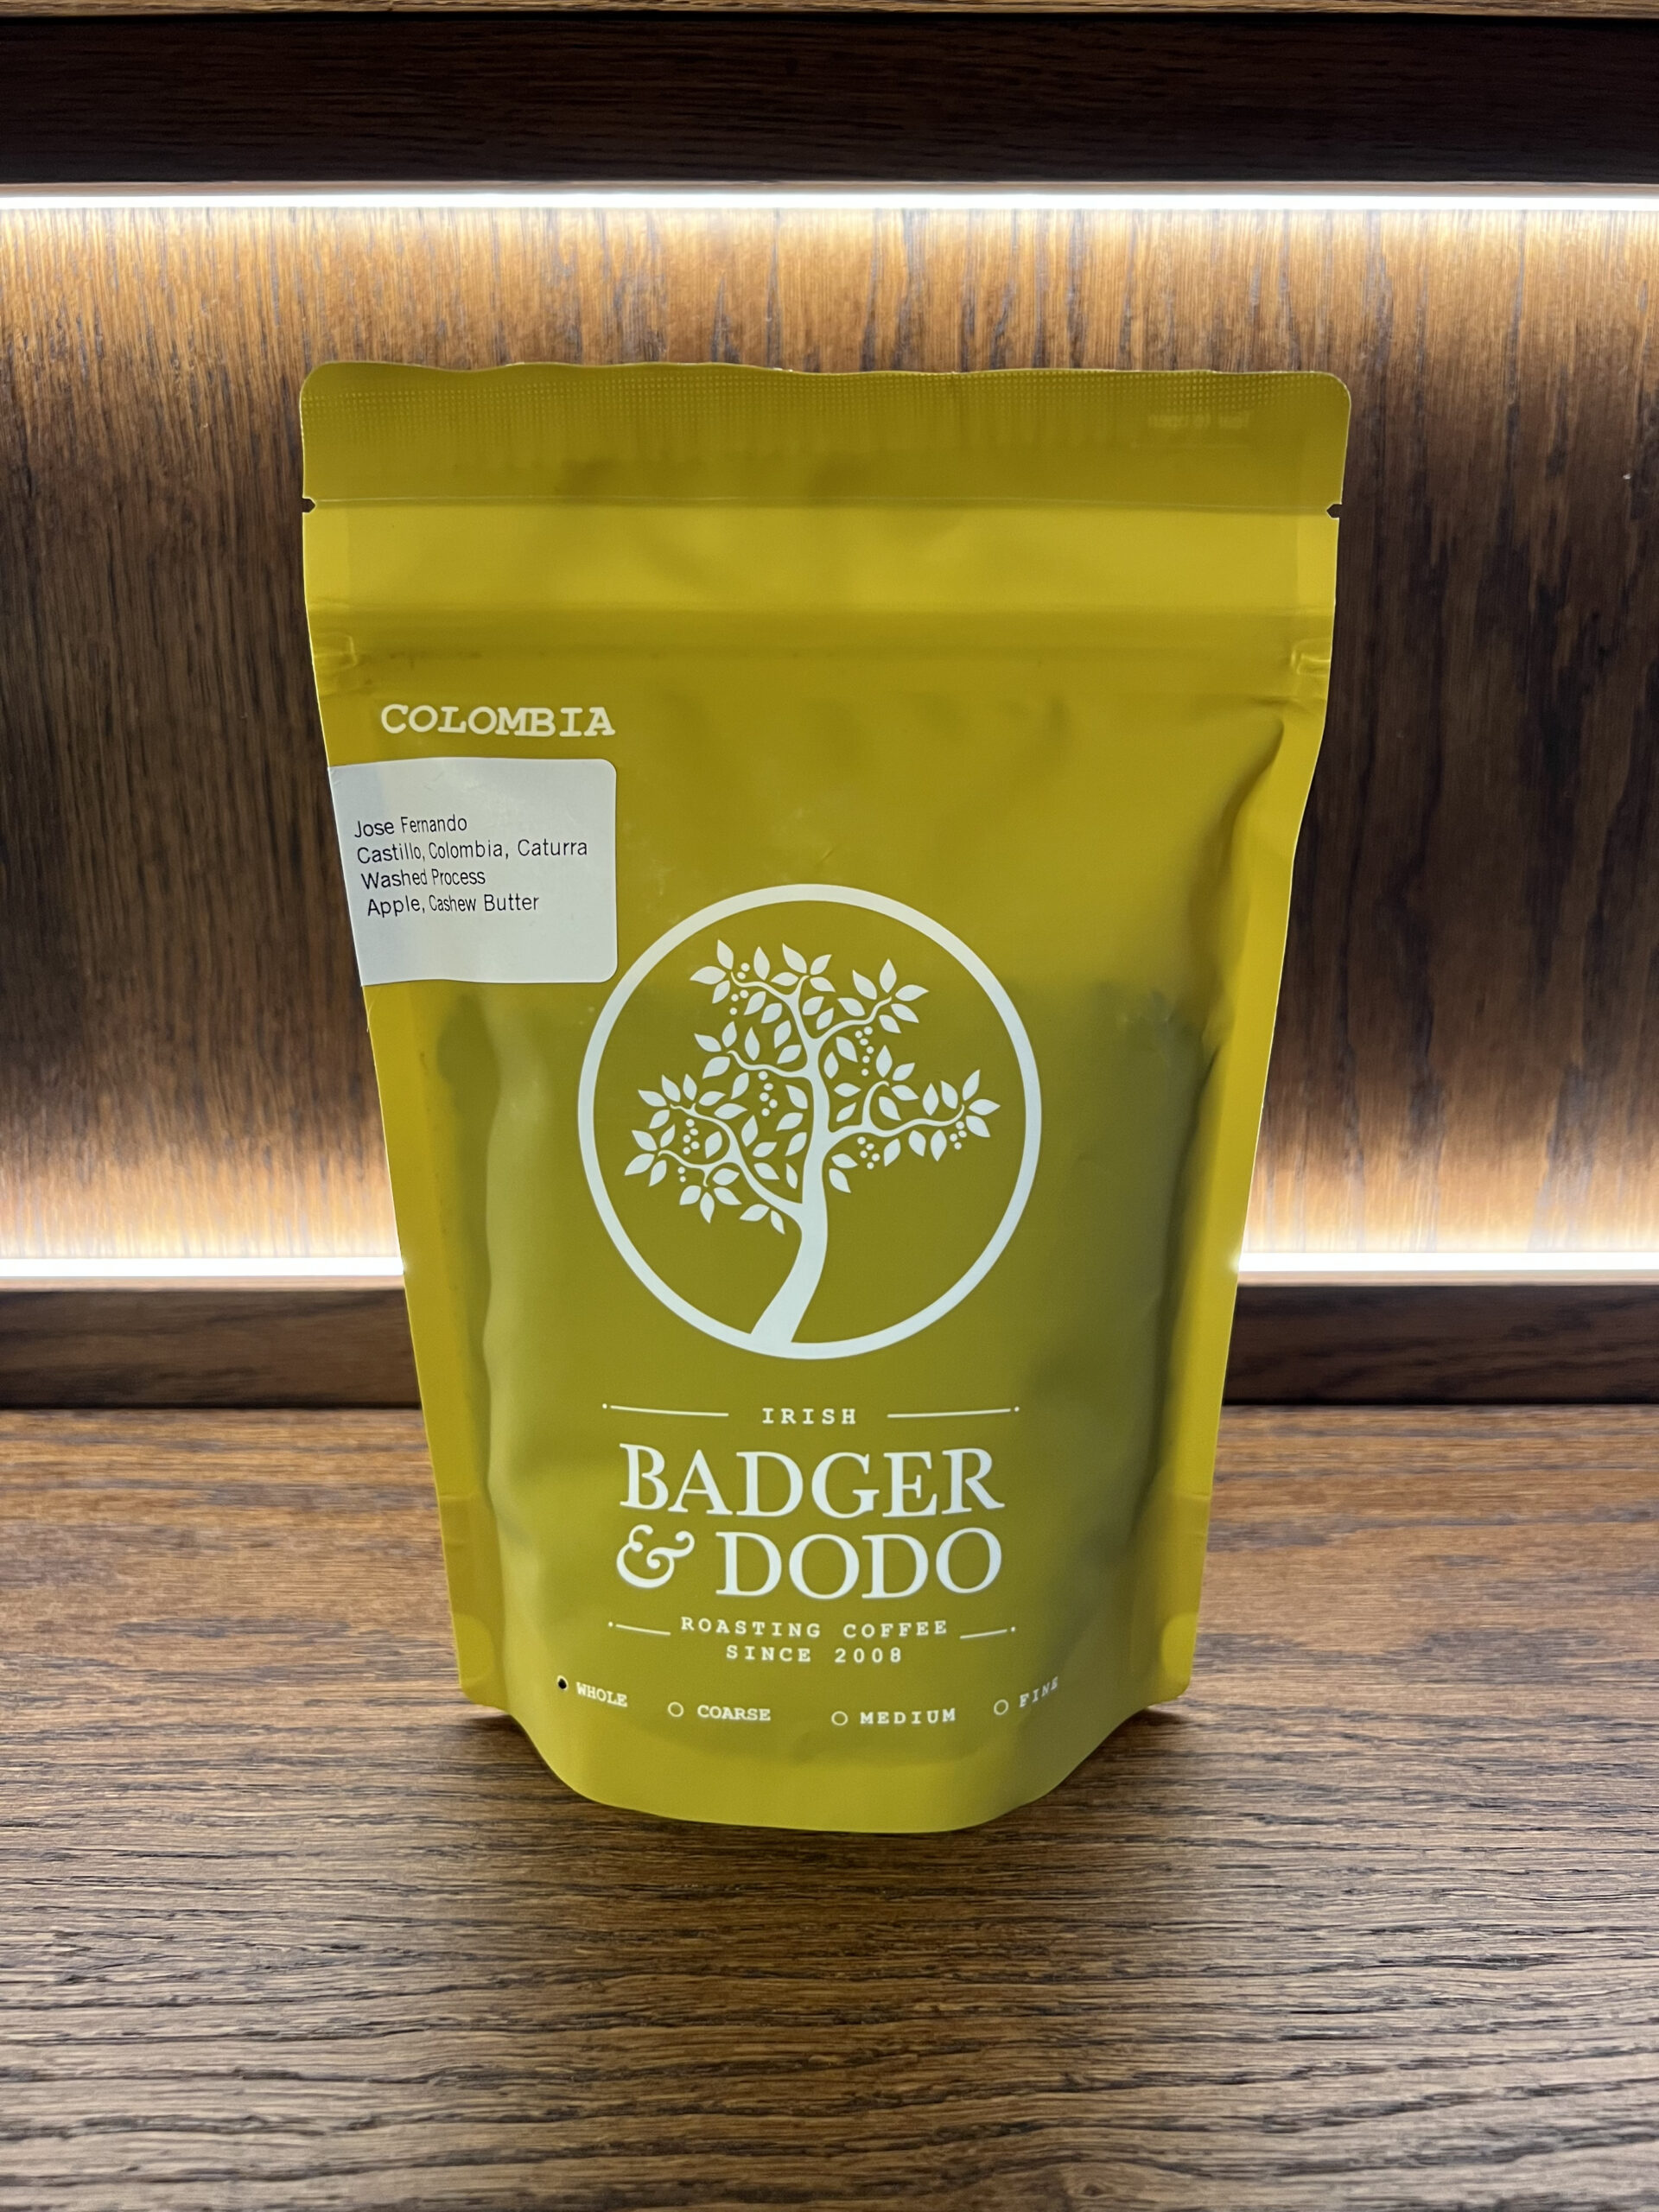 COLOMBIA
Jose Fernando
Castillo, Colombia, Caturra
Washed Process
Apple, Cashew Butter
IRISH
BADGER
& DODO
ROASTING COFFEE
SINCE 2008
WHOLE COARSE MEDIUM FINE